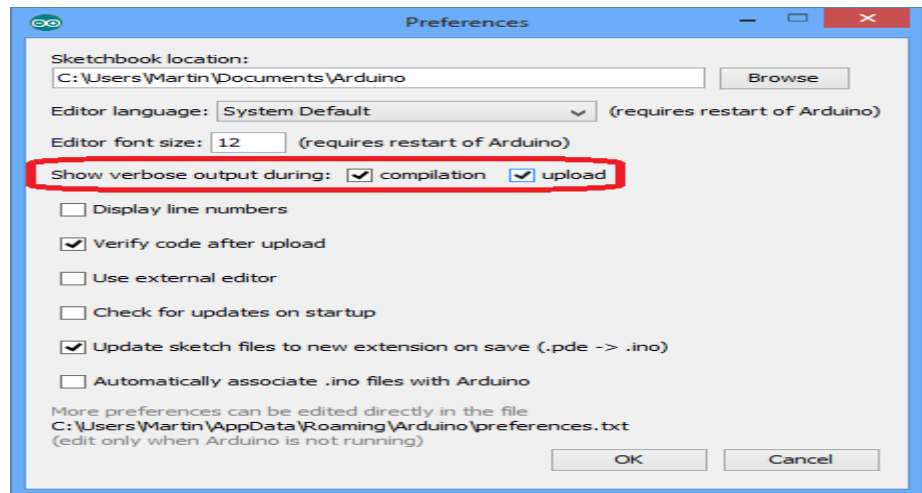 Preferences
Sketchbook location:
C:\Users\Martin\Documents\Arduino Browse
Editor language: System Default (requires restart of Arduino)
Editor font size: 12 (requires restart of Arduino)
Show verbose output during: compilation upload
Display line numbers
Verify code after upload
Use external editor
Check for updates on startup
Update sketch files to new extension on save (.pde -> .ino)
Automatically associate .ino files with Arduino
More preferences can be edited directly in the file
C:\Users\Martin\AppData\Roaming\Arduino\preferences.txt
(edit only when Arduino is not running)
OK Cancel